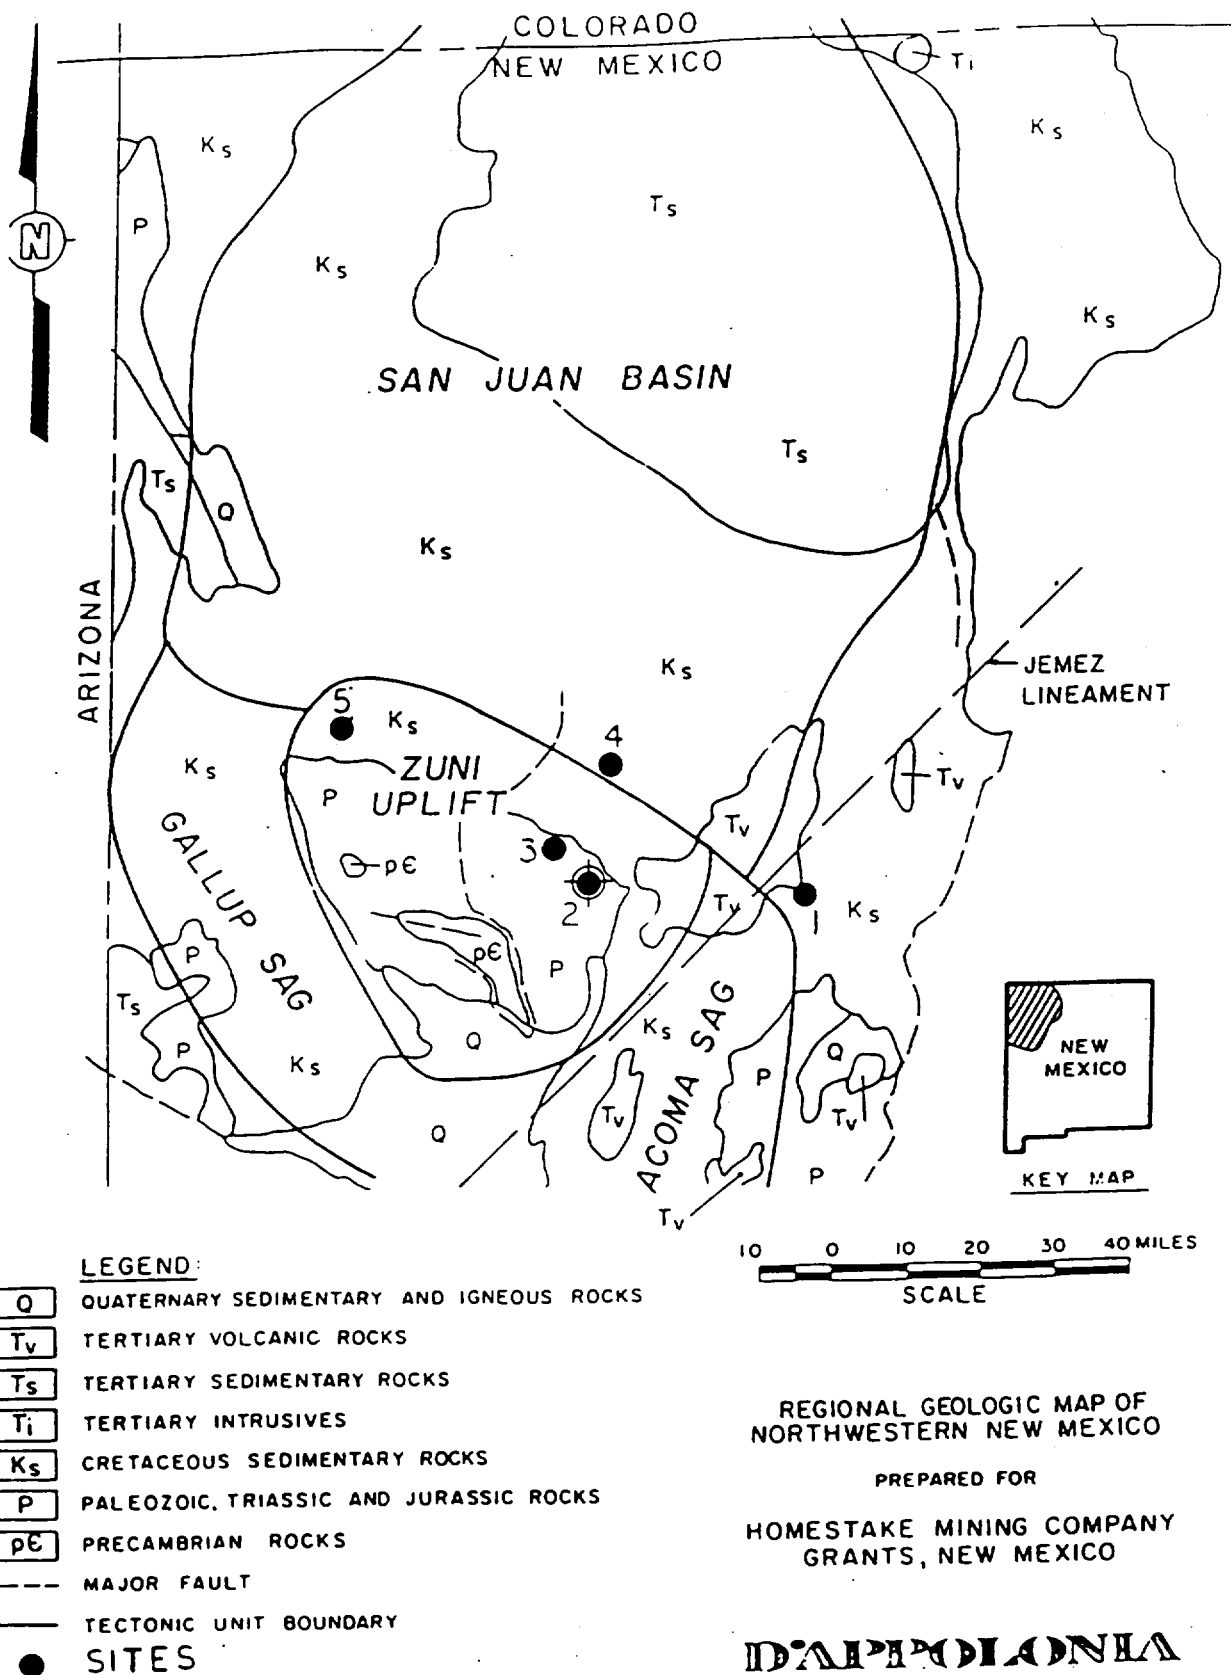 COLORADO
NEW MEXICO
Ti
Ks
Ks
P
Ts
N
Ks
Ks
SAN JUAN BASIN
Ts
Ts
Q
Ks
ARIZONA
Ks
JEMEZ
LINEAMENT
5
Ks
4
Ks
ZUNI
UPLIFT
P
Tv
Tv
GALLUP SAG
3
p€
2
Tv
1
Ks
p€
P
P
Ts
Ks
ACOMA SAG
P
Q
Q
P
NEW
MEXICO
Ks
Tv
Tv
Q
P
KEY MAP
Tv
10 0 10 20 30 40 MILES
SCALE
LEGEND:
Q QUATERNARY SEDIMENTARY AND IGNEOUS ROCKS
Tv TERTIARY VOLCANIC ROCKS
Ts TERTIARY SEDIMENTARY ROCKS
Ti TERTIARY INTRUSIVES
Ks CRETACEOUS SEDIMENTARY ROCKS
P PALEOZOIC, TRIASSIC AND JURASSIC ROCKS
p€ PRECAMBRIAN ROCKS
MAJOR FAULT
TECTONIC UNIT BOUNDARY
SITES
REGIONAL GEOLOGIC MAP OF
NORTHWESTERN NEW MEXICO
PREPARED FOR
HOMESTAKE MINING COMPANY
GRANTS, NEW MEXICO
D'APPOLONIA